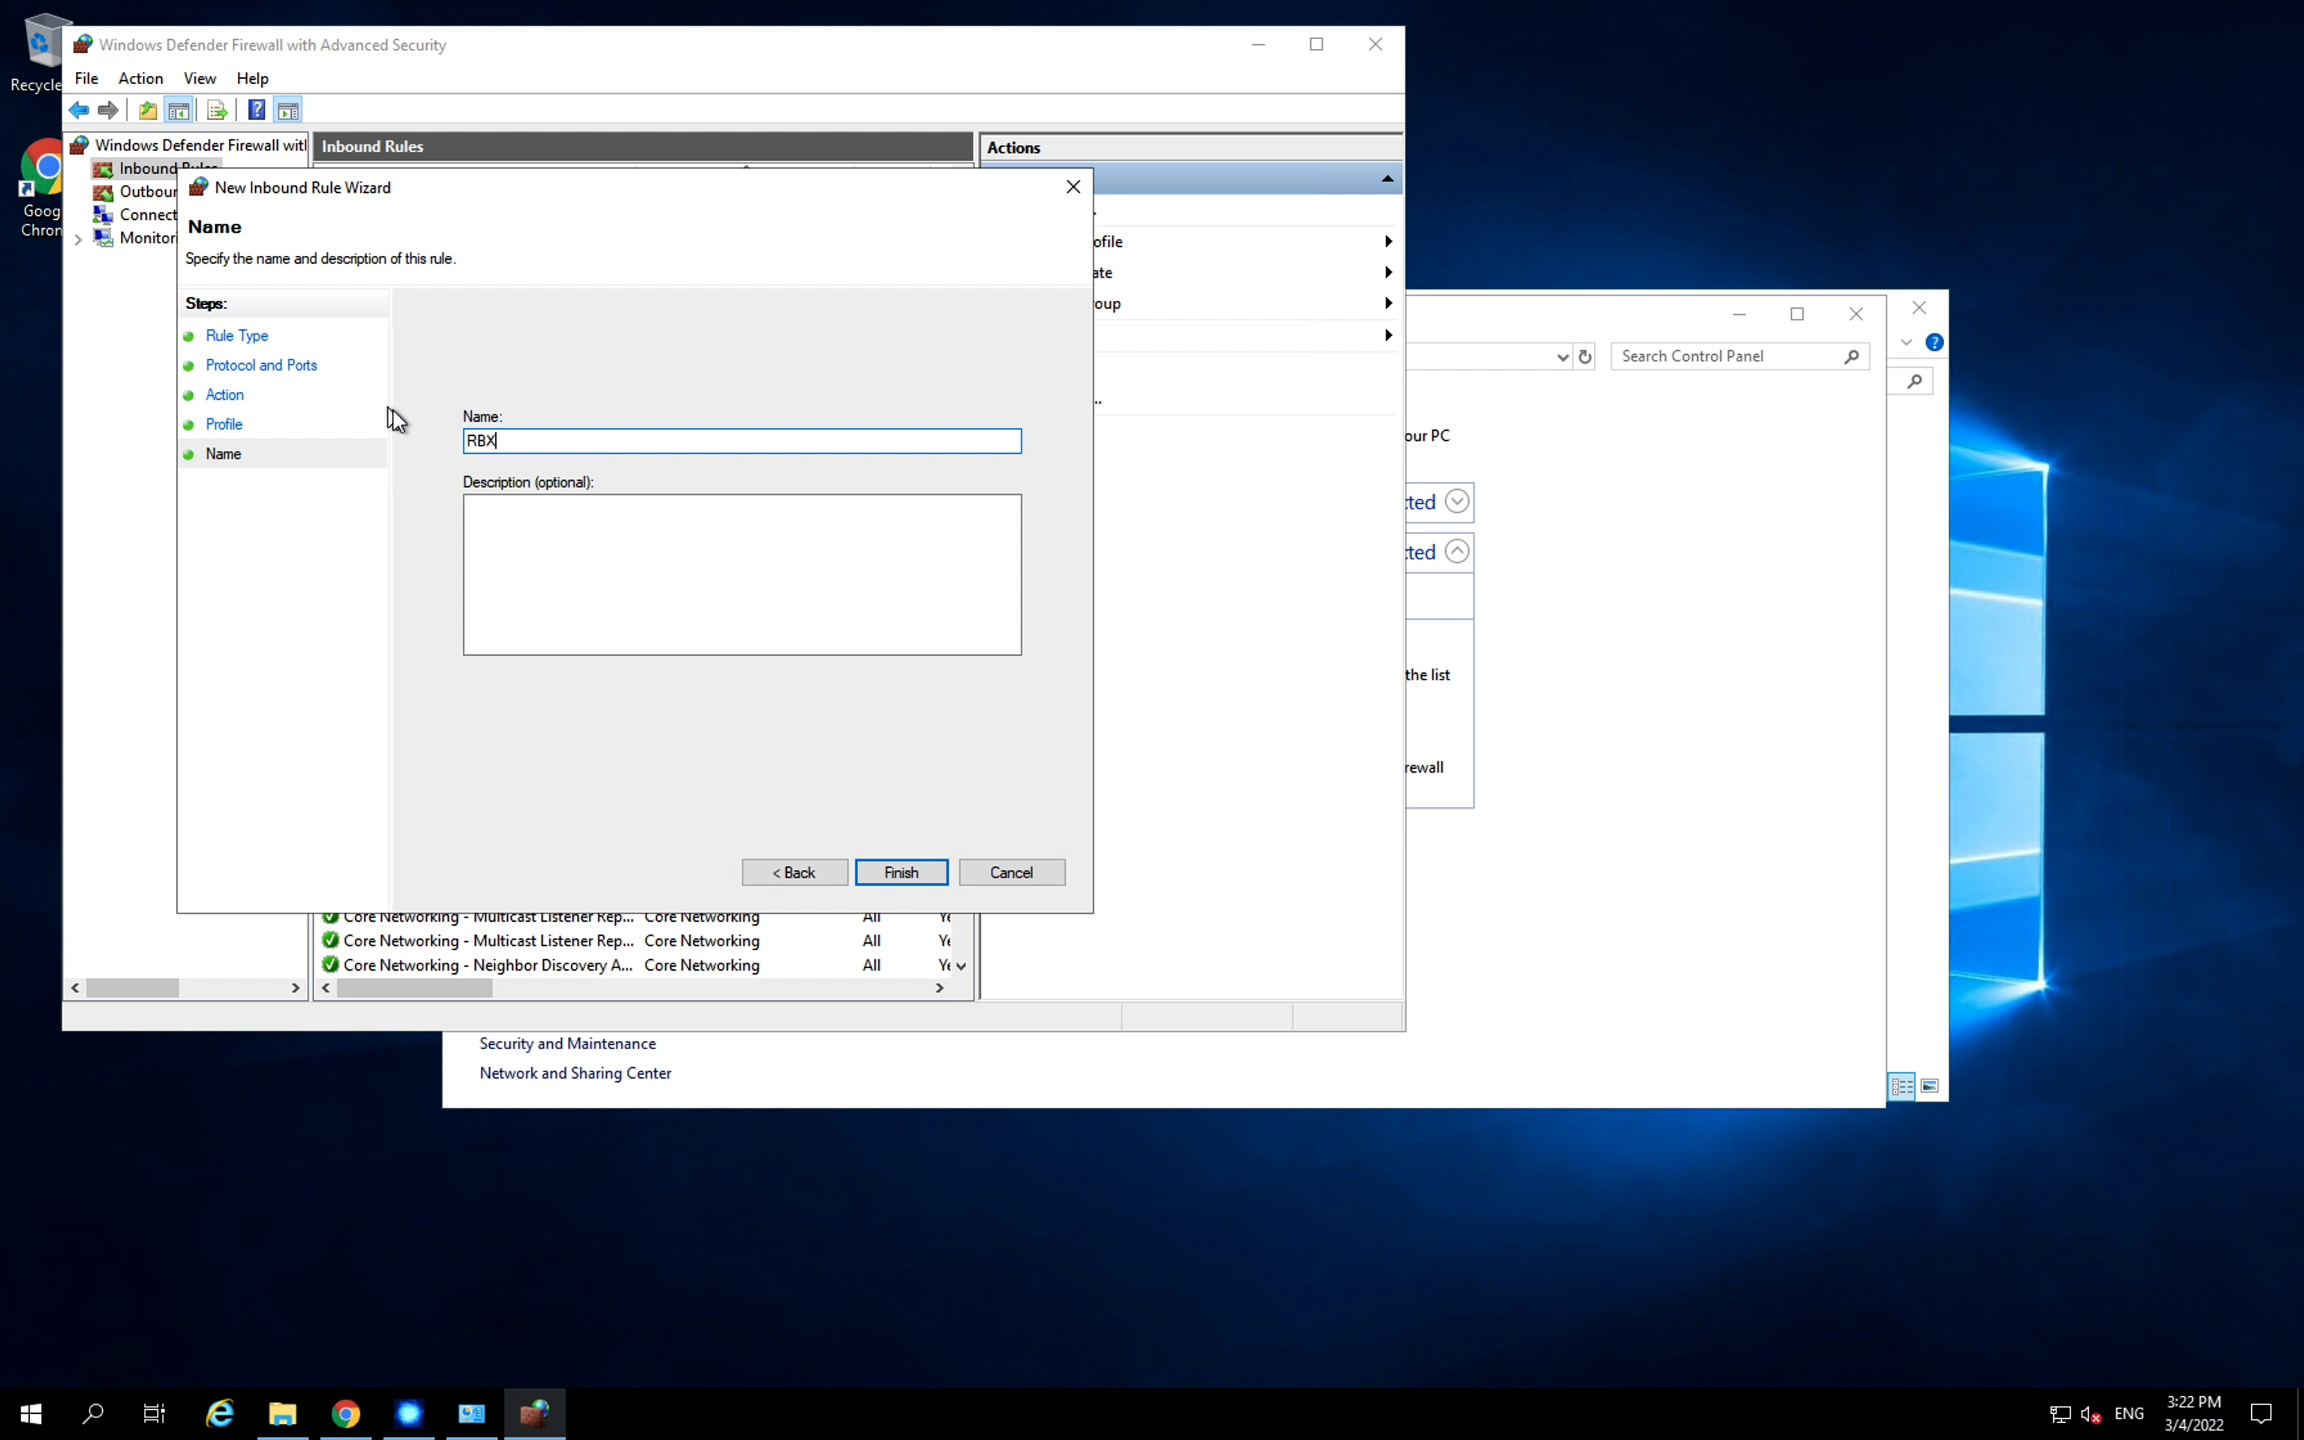 Recycle
Goog
Chron
Windows Defender Firewall with Advanced Security
File Action View Help
Windows Defender Firewall witl
Inbound Rules
Outboun
Connect
Monitori
Inbound Rules
Actions
ofile
ate
oup
..
New Inbound Rule Wizard
Name
Specify the name and description of this rule.
Steps:
Rule Type
Protocol and Ports
Action
Profile
Name
Name:
RBX
Description (optional):
< Back Finish Cancel
Core Networking - Multicast Listener Rep... Core Networking All Ye
Core Networking - Multicast Listener Rep... Core Networking All Ye
Core Networking - Neighbor Discovery A... Core Networking All Ye
Search Control Panel
our PC
cted
cted
the list
rewall
Security and Maintenance
Network and Sharing Center
ENG
3:22 PM
3/4/2022